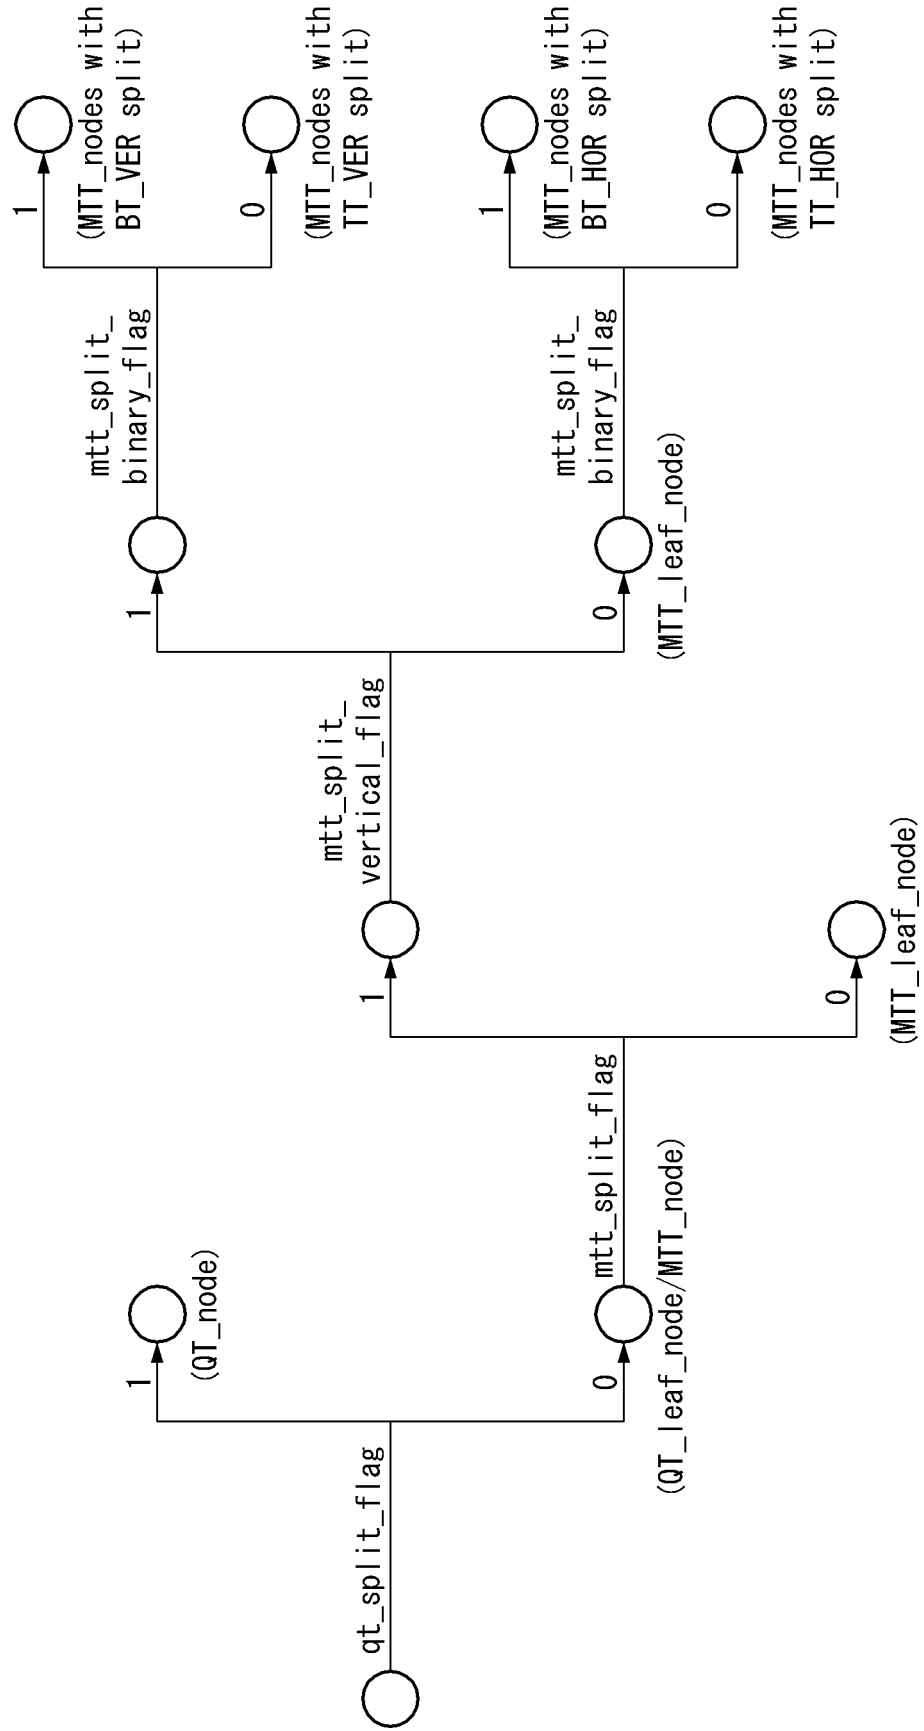 qt_split_flag
1
(QT_node)
0
(QT_leaf_node/MTT_node)
mtt_split_flag
1
0
(MTT_leaf_node)
mtt_split_
vertical_flag
1
0
(MTT_leaf_node)
mtt_split_
binary_flag
1
(MTT_nodes with
BT_VER split)
0
(MTT_nodes with
TT_VER split)
mtt_split_
binary_flag
1
(MTT_nodes with
BT_HOR split)
0
(MTT_nodes with
TT_HOR split)